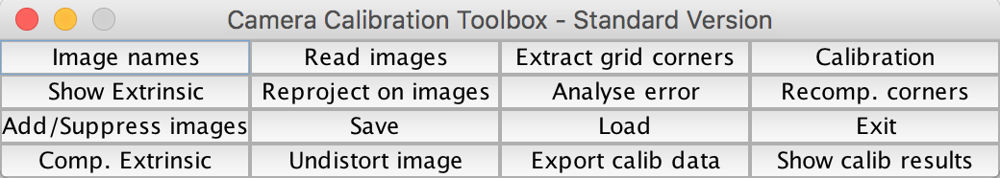 Camera Calibration Toolbox - Standard Version
Image names Read images Extract grid corners Calibration
Show Extrinsic Reproject on images Analyse error Recomp. corners
Add/Suppress images Save Load Exit
Comp. Extrinsic Undistort image Export calib data Show calib results